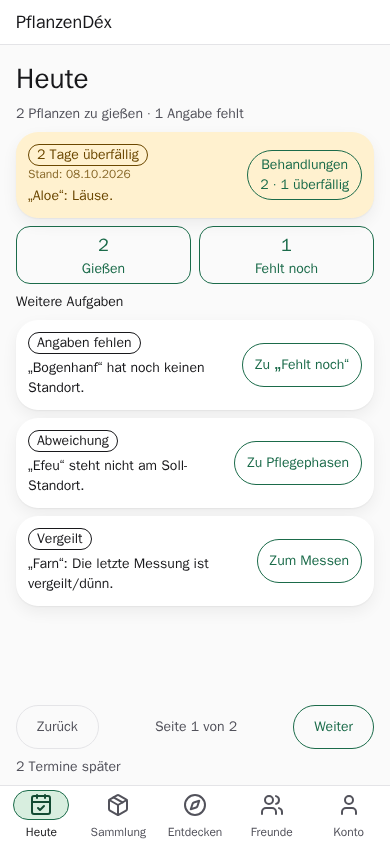 PflanzenDéx
Heute
2 Pflanzen zu gießen · 1 Angabe fehlt
2 Tage überfällig
Stand: 08.10.2026
„Aloe“: Läuse.
Behandlungen
2 · 1 überfällig
2
Gießen
1
Fehlt noch
Weitere Aufgaben
Angaben fehlen
„Bogenhanf“ hat noch keinen
Standort.
Zu „Fehlt noch“
Abweichung
„Efeu“ steht nicht am Soll-
Standort.
Zu Pflegephasen
Vergeilt
„Farn“: Die letzte Messung ist
vergeilt/dünn.
Zum Messen
Zurück
Seite 1 von 2
Weiter
2 Termine später
Heute
Sammlung
Entdecken
Freunde
Konto